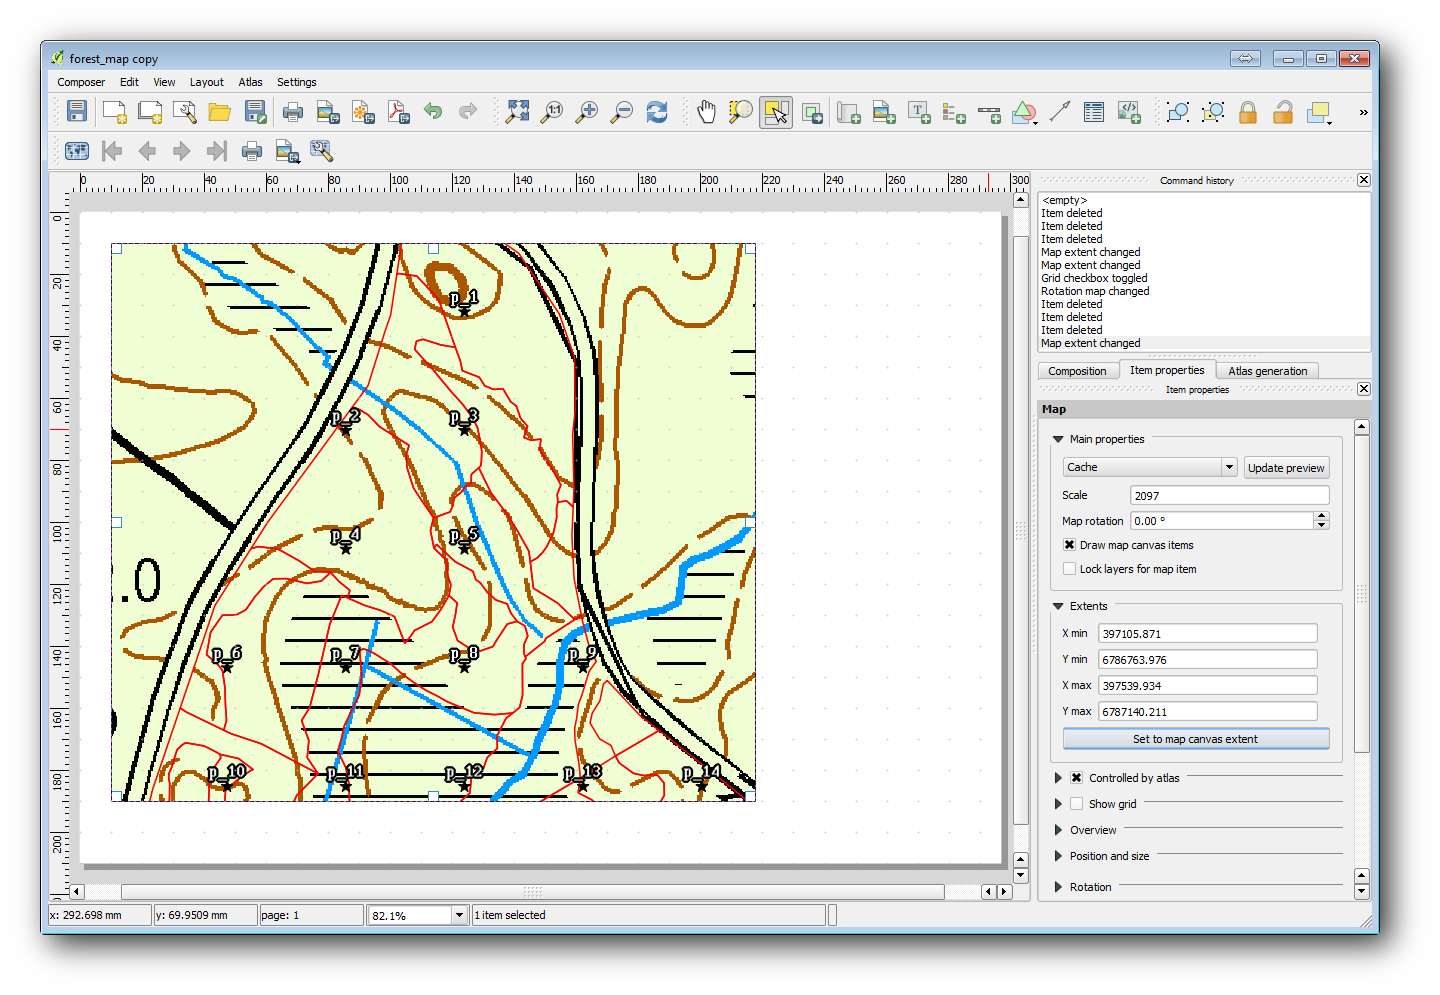 forest_map copy
Composer Edit View Layout Atlas Settings
1:1
T
»
0 20 40 60 80 100 120 140 160 180 200 220 240 260 280 300
0
20
40
60
80
100
120
140
160
180
200
p_1
p_2 p_3
p_4 p_5
.0
p_6 p_7 p_8 p_9
p_10 p_11 p_12 p_13 p_14
Command history
<empty>
Item deleted
Item deleted
Item deleted
Map extent changed
Map extent changed
Grid checkbox toggled
Rotation map changed
Item deleted
Item deleted
Item deleted
Map extent changed
Composition Item properties Atlas generation
Item properties
Map
Main properties
Cache Update preview
Scale 2097
Map rotation 0.00 °
Draw map canvas items
Lock layers for map item
Extents
X min 397105.871
Y min 6786763.976
X max 397539.934
Y max 6787140.211
Set to map canvas extent
Controlled by atlas
Show grid
Overview
Position and size
Rotation
x: 292.698 mm y: 69.9509 mm page: 1 82.1% 1 item selected